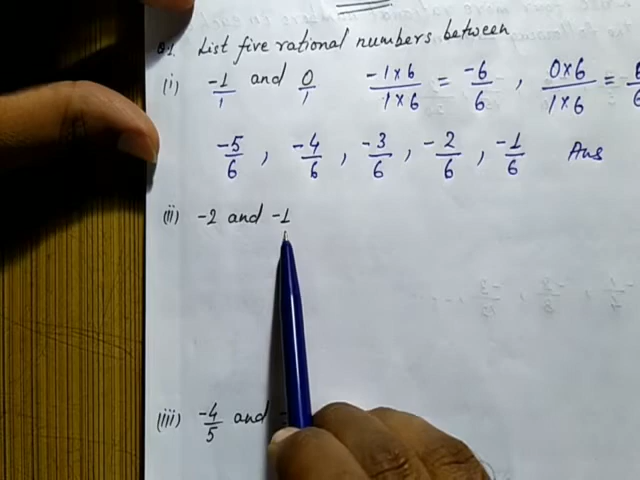 Q.1. List five rational numbers between
(i) -1/1 and 0/1 -1×6/1×6 = -6/6 , 0×6/1×6 =
-5/6 , -4/6 , -3/6 , -2/6 , -1/6 Ans
(ii) -2 and -1
(iii) -4/5 and